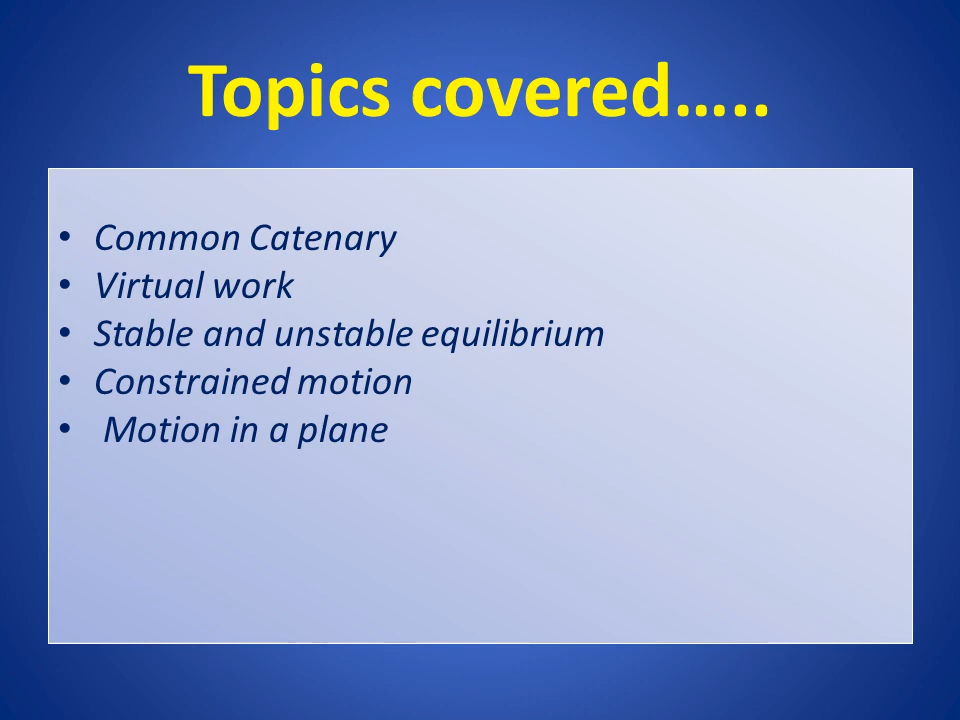 Topics covered…..
• Common Catenary
• Virtual work
• Stable and unstable equilibrium
• Constrained motion
• Motion in a plane